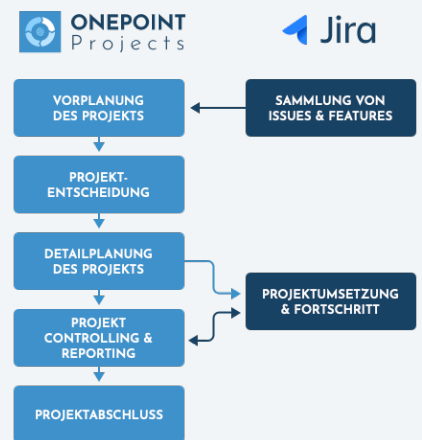 ONEPOINT
Projects
Jira
VORPLANUNG
DES PROJEKTS
SAMMLUNG VON
ISSUES & FEATURES
PROJEKT-
ENTSCHEIDUNG
DETAILPLANUNG
DES PROJEKTS
PROJEKTUMSETZUNG
& FORTSCHRITT
PROJEKT
CONTROLLING &
REPORTING
PROJEKTABSCHLUSS